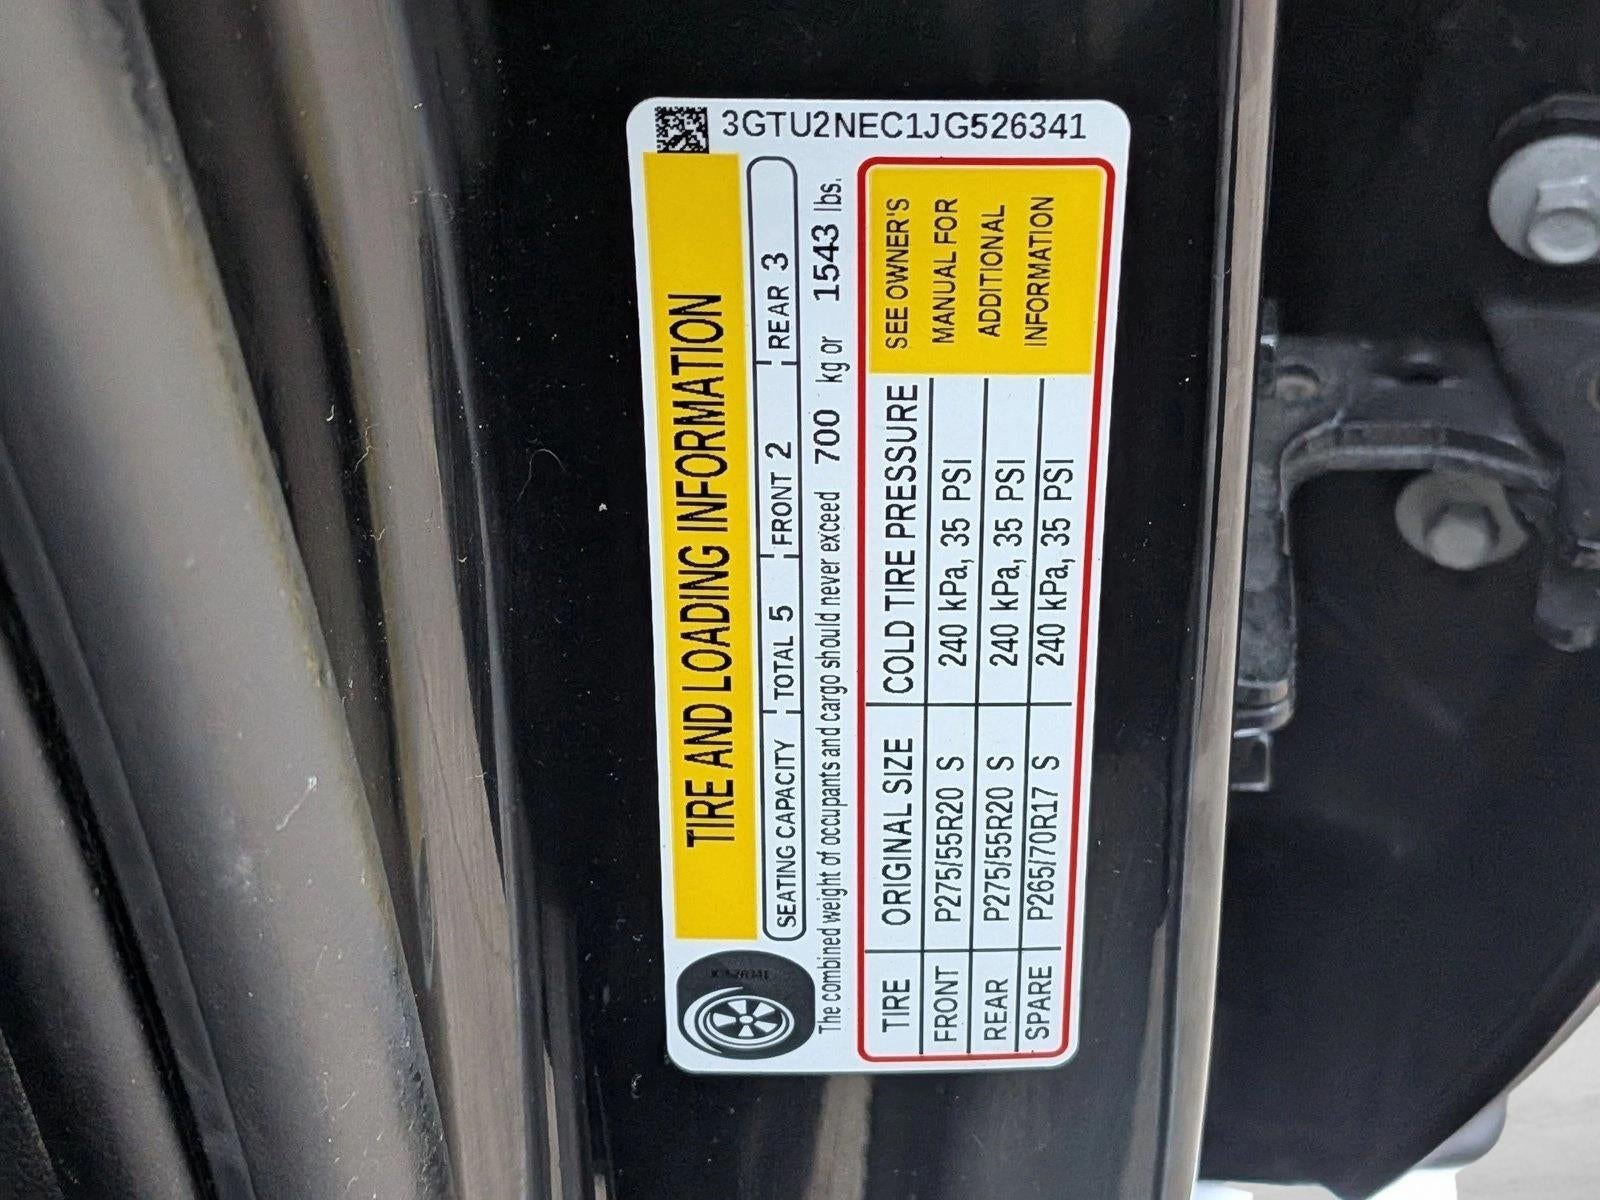 3GTU2NEC1JG526341
TIRE AND LOADING INFORMATION
SEATING CAPACITY TOTAL 5 FRONT 2 REAR 3
The combined weight of occupants and cargo should never exceed 700 kg or 1543 lbs.
TIRE ORIGINAL SIZE COLD TIRE PRESSURE
FRONT P275/55R20 S 240 kPa, 35 PSI
REAR P275/55R20 S 240 kPa, 35 PSI
SPARE P265/70R17 S 240 kPa, 35 PSI
SEE OWNER'S
MANUAL FOR
ADDITIONAL
INFORMATION
JG526341